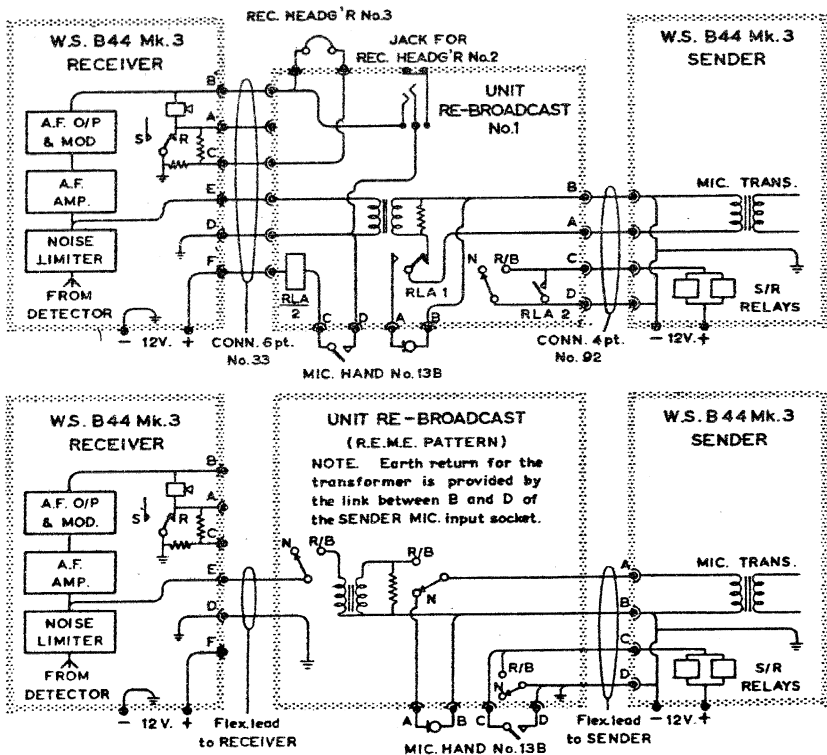 REC. HEADG'R No.3
W.S. B44 Mk.3
RECEIVER
JACK FOR
REC. HEADG'R No.2
W.S. B44 Mk.3
SENDER
UNIT
RE-BROADCAST
No.1
B
A.F. O/P
& MOD
A
S
R
C
A.F.
AMP.
E
D
NOISE
LIMITER
F
FROM
DETECTOR
- 12V. +
CONN. 6pt.
No.33
RLA
2
C
D
A
B
MIC. HAND No.13B
RLA 1
N
R/B
RLA 2
B
A
C
D
CONN. 4pt.
No.92
MIC. TRANS.
S/R
RELAYS
- 12V. +
W.S. B44 Mk.3
RECEIVER
UNIT RE-BROADCAST
(R.E.M.E. PATTERN)
NOTE. Earth return for the
transformer is provided by
the link between B and D of
the SENDER MIC. input socket.
W.S. B44 Mk.3
SENDER
B
A.F. O/P
& MOD.
A
S
R
C
A.F.
AMP.
E
D
NOISE
LIMITER
F
FROM
DETECTOR
- 12V. +
Flex. lead
to RECEIVER
N
R/B
R/B
N
R/B
N
A
B
C
D
MIC. HAND No.13B
A
B
C
D
Flex. lead
to SENDER
MIC. TRANS.
S/R
RELAYS
- 12V. +